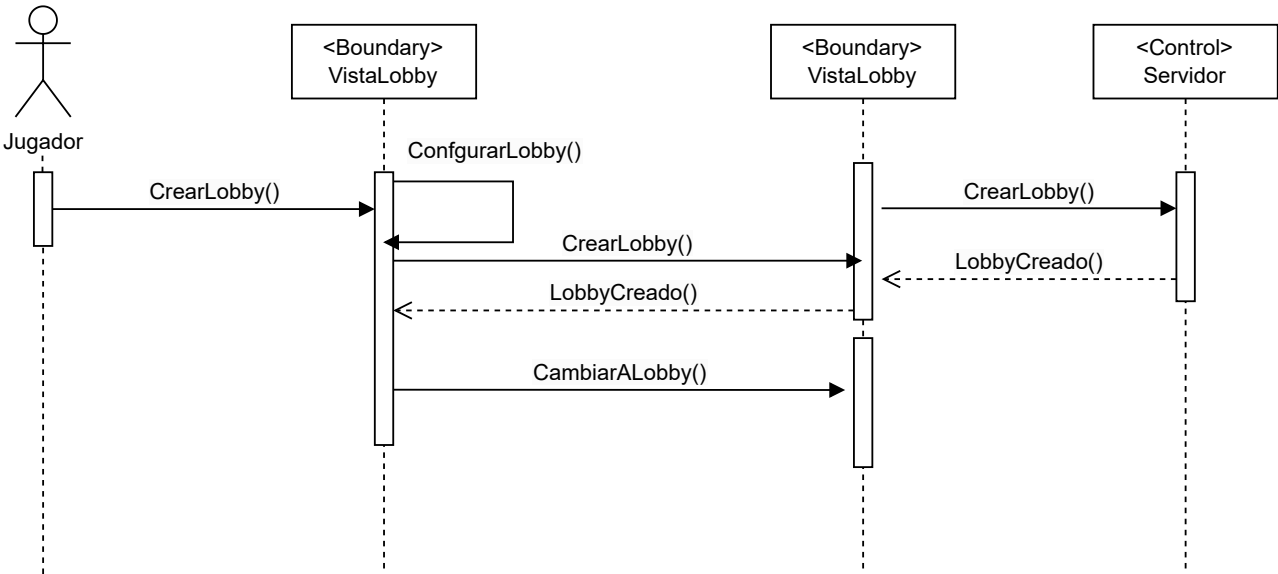 <Boundary>
VistaLobby
<Boundary>
VistaLobby
<Control>
Servidor
Jugador
ConfgurarLobby()
CrearLobby()
CrearLobby()
CrearLobby()
LobbyCreado()
LobbyCreado()
CambiarALobby()